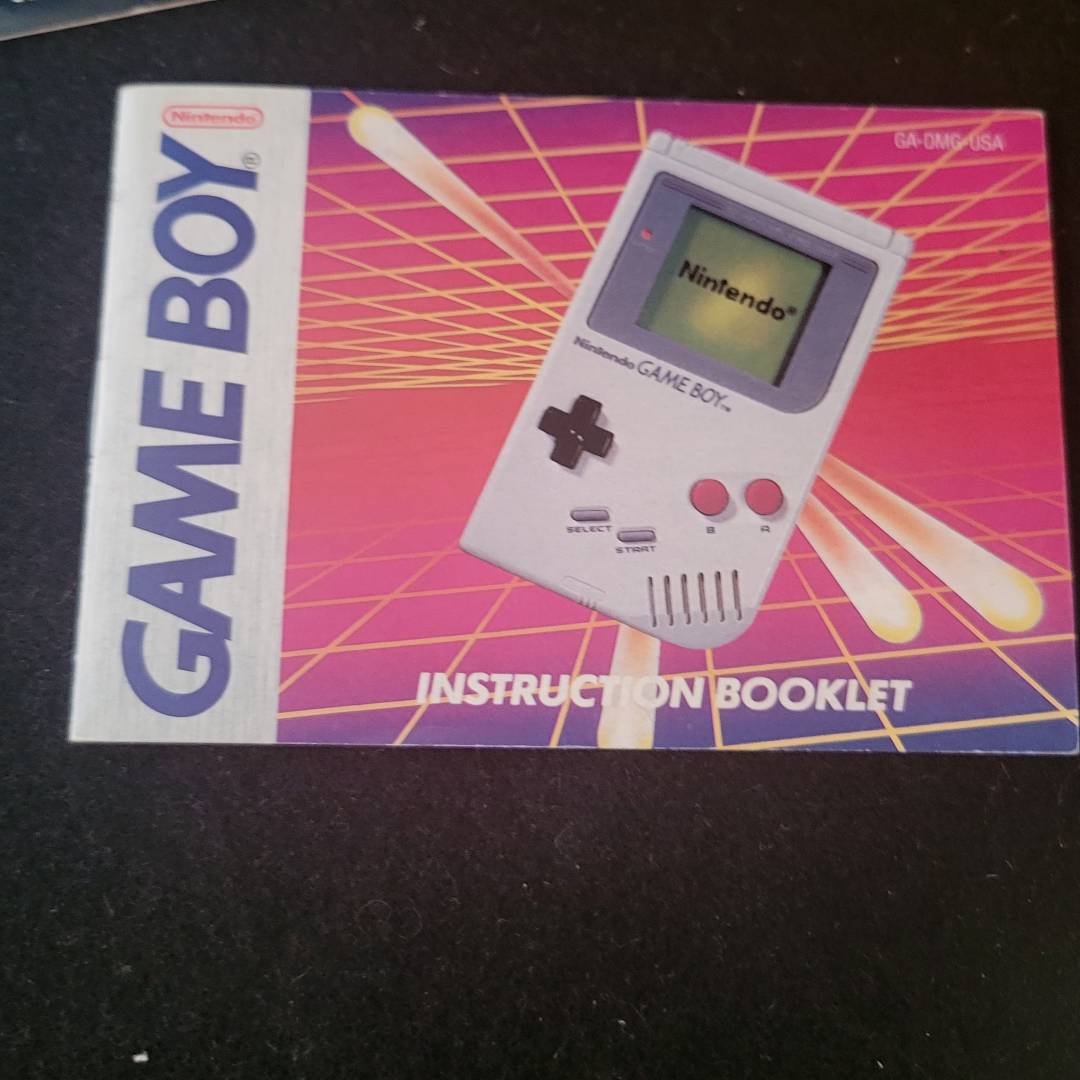 Nintendo
GAME BOY®
GA-DMG-USA
Nintendo®
Nintendo GAME BOY™
SELECT
START
B
A
INSTRUCTION BOOKLET